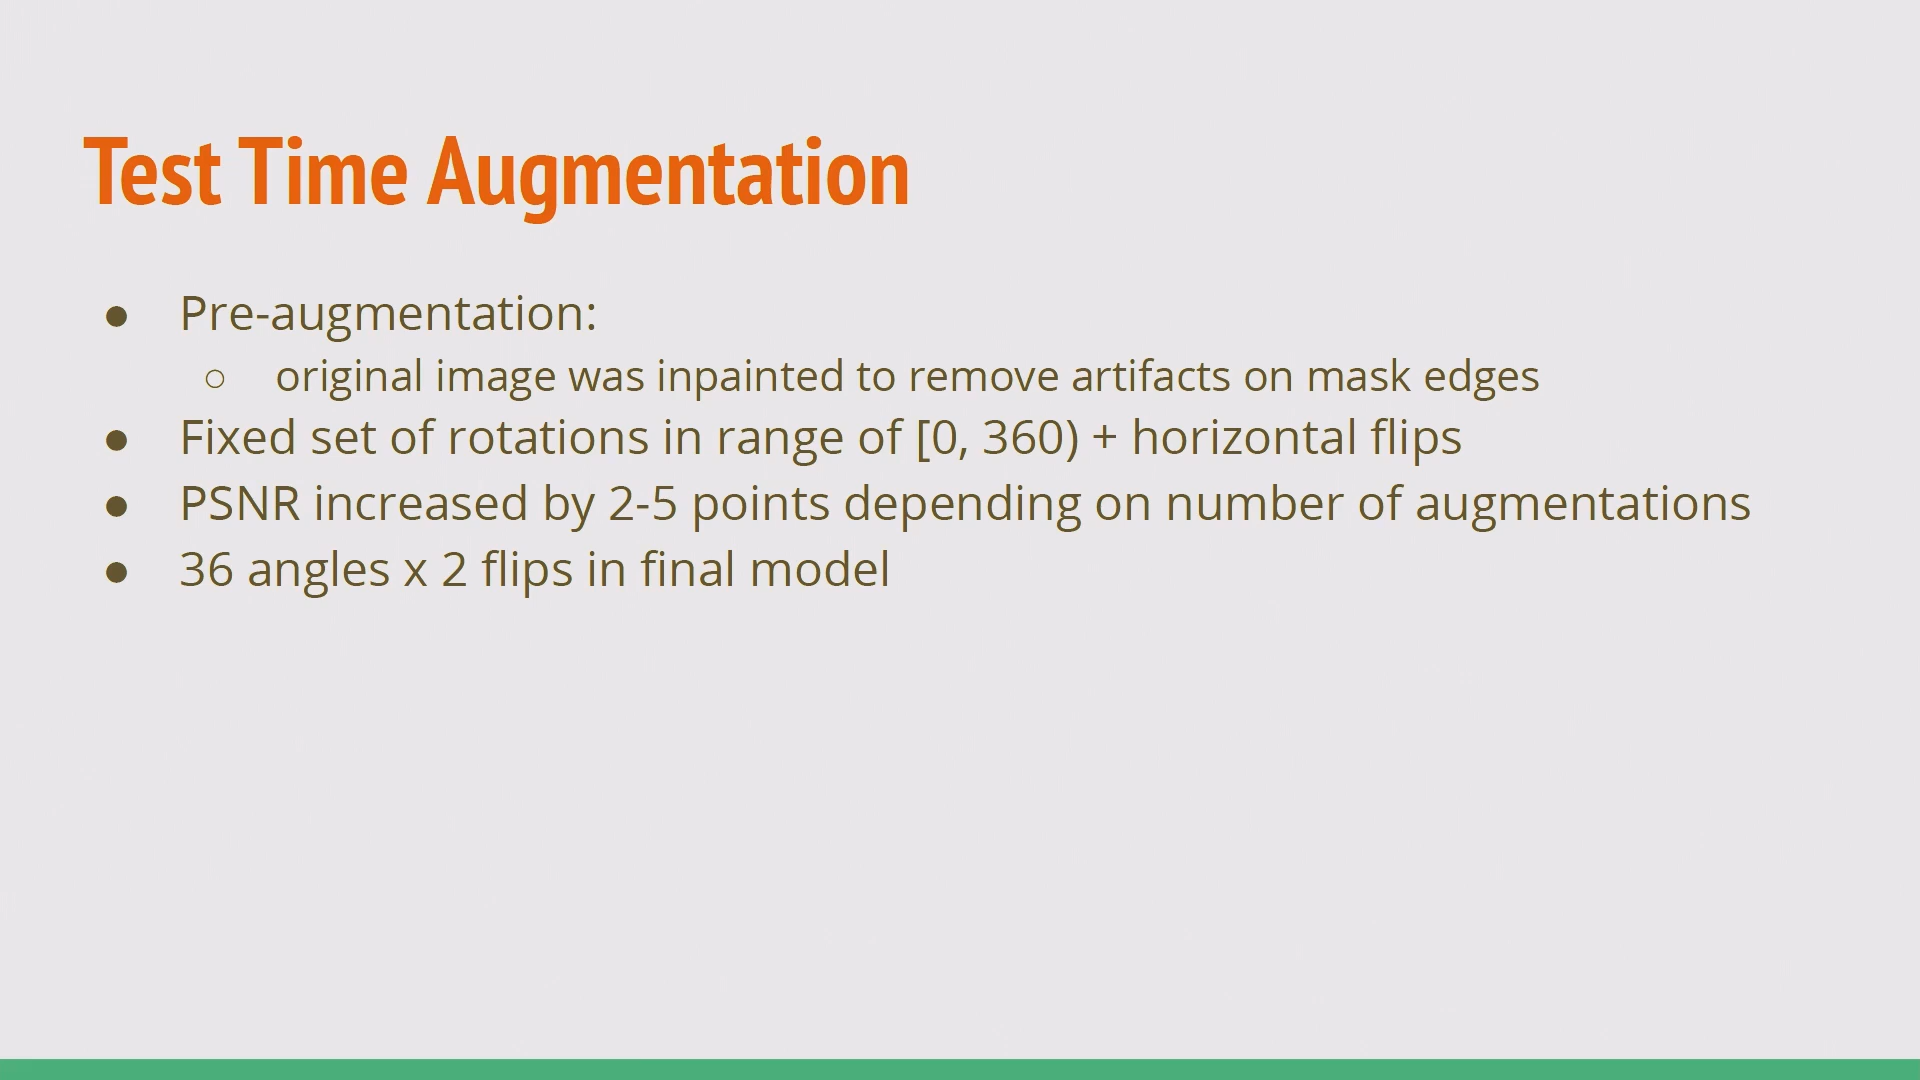 Test Time Augmentation
● Pre-augmentation:
○ original image was inpainted to remove artifacts on mask edges
● Fixed set of rotations in range of [0, 360) + horizontal flips
● PSNR increased by 2-5 points depending on number of augmentations
● 36 angles x 2 flips in final model